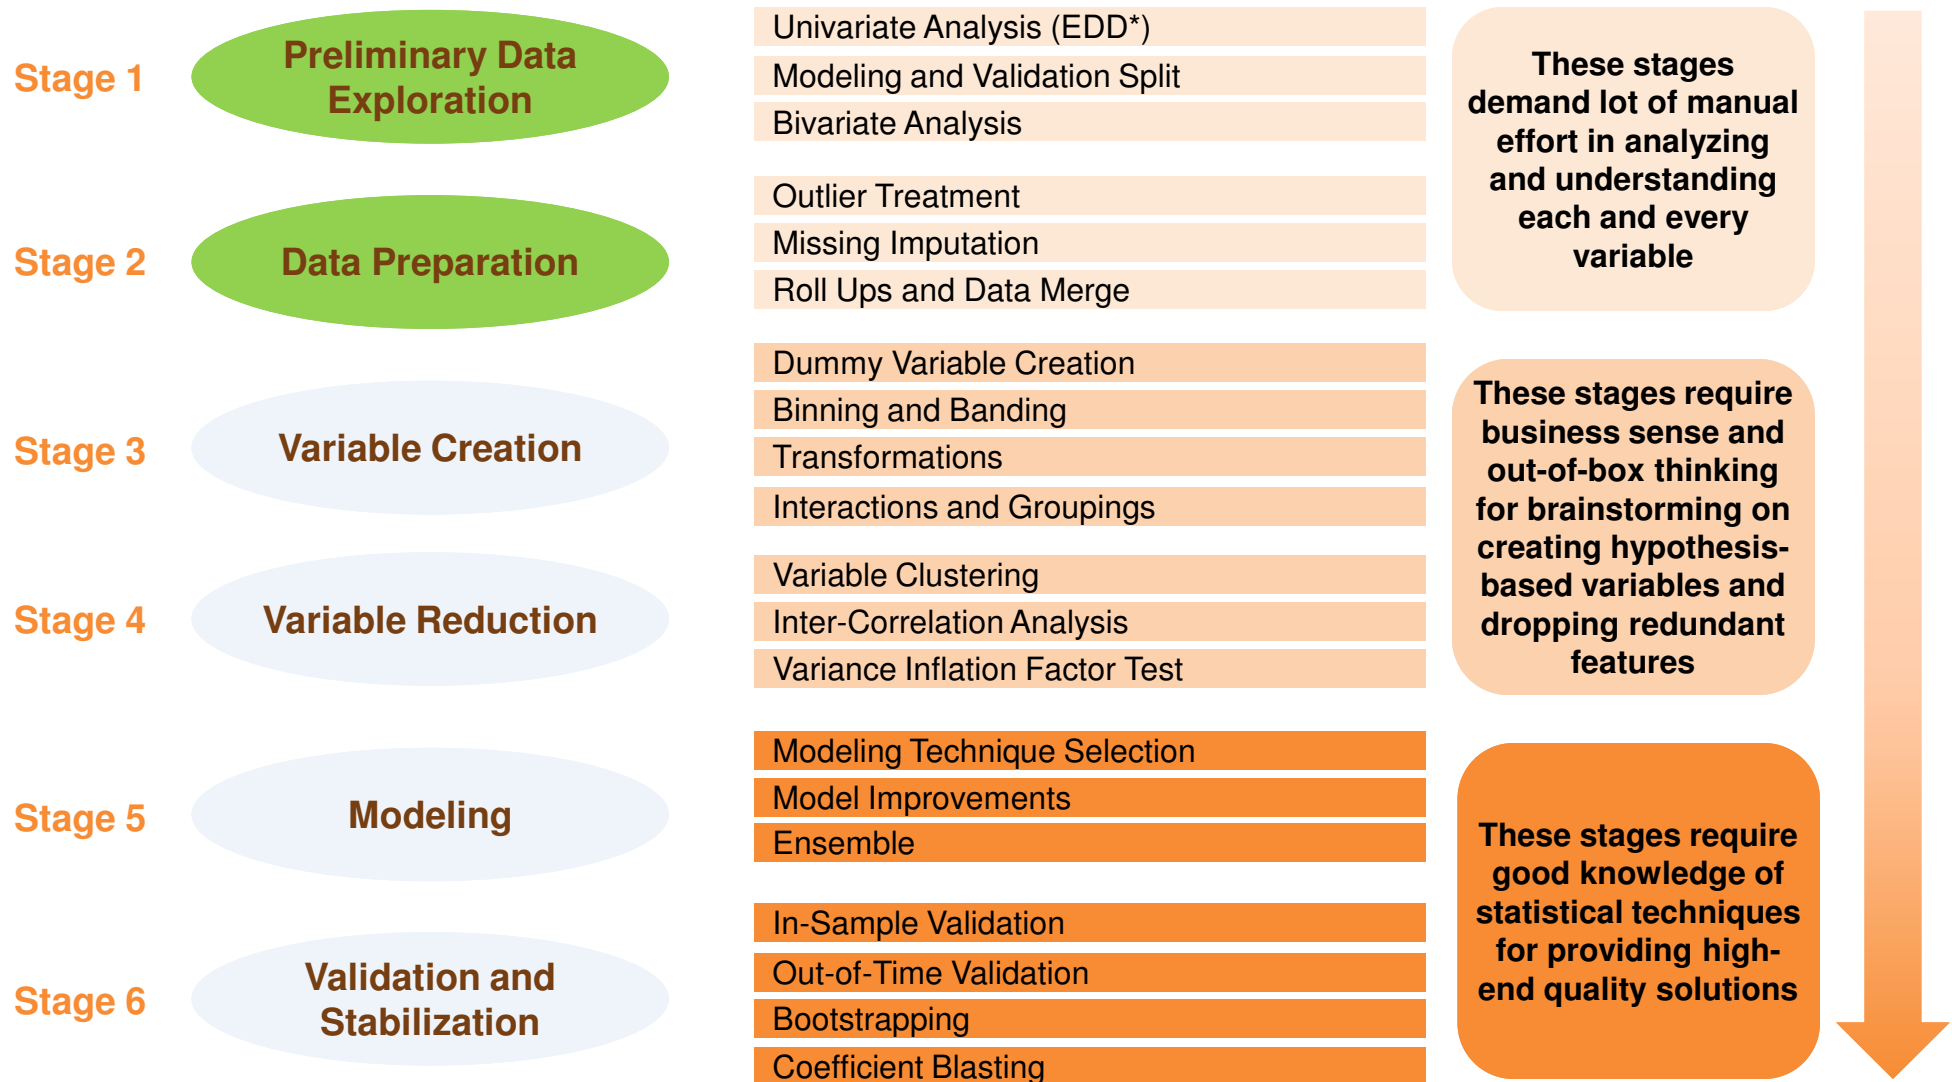 Stage 1
Preliminary Data
Exploration
Univariate Analysis (EDD*)
Modeling and Validation Split
Bivariate Analysis
These stages
demand lot of manual
effort in analyzing
and understanding
each and every
variable
Stage 2
Data Preparation
Outlier Treatment
Missing Imputation
Roll Ups and Data Merge
Stage 3
Variable Creation
Dummy Variable Creation
Binning and Banding
Transformations
Interactions and Groupings
These stages require
business sense and
out-of-box thinking
for brainstorming on
creating hypothesis-
based variables and
dropping redundant
features
Stage 4
Variable Reduction
Variable Clustering
Inter-Correlation Analysis
Variance Inflation Factor Test
Stage 5
Modeling
Modeling Technique Selection
Model Improvements
Ensemble
These stages require
good knowledge of
statistical techniques
for providing high-
end quality solutions
Stage 6
Validation and
Stabilization
In-Sample Validation
Out-of-Time Validation
Bootstrapping
Coefficient Blasting